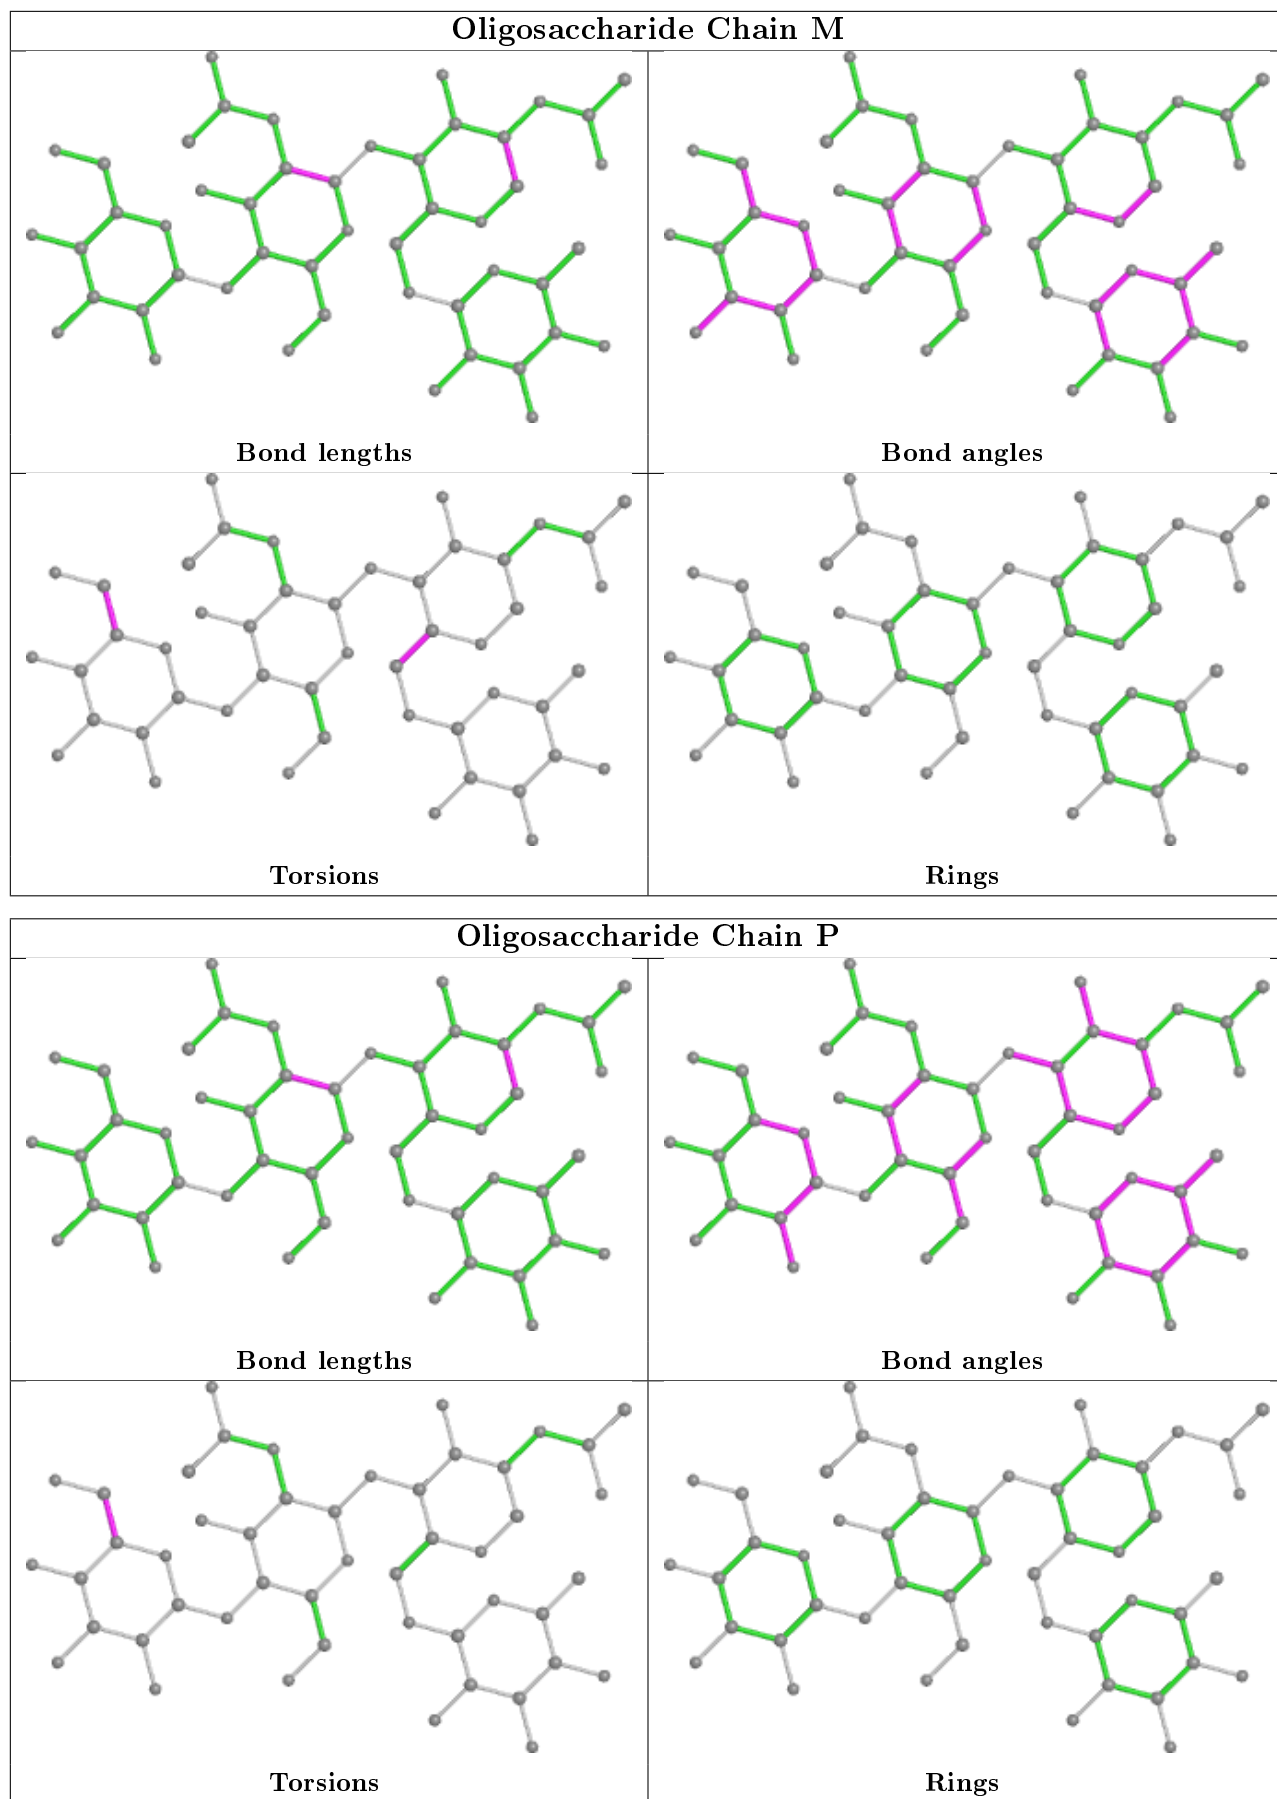 Oligosaccharide Chain M
Bond lengths
Bond angles
Torsions
Rings
Oligosaccharide Chain P
Bond lengths
Bond angles
Torsions
Rings